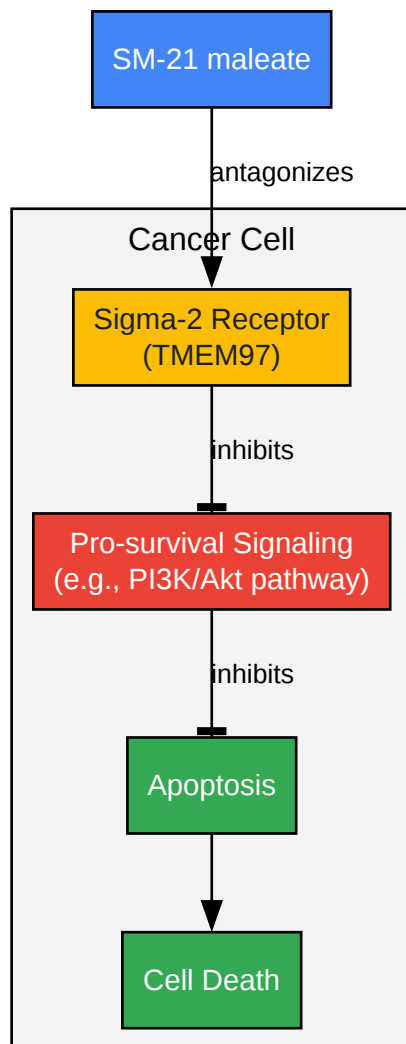 SM-21 maleate
antagonizes
Cancer Cell
Sigma-2 Receptor
(TMEM97)
inhibits
Pro-survival Signaling
(e.g., PI3K/Akt pathway)
inhibits
Apoptosis
Cell Death